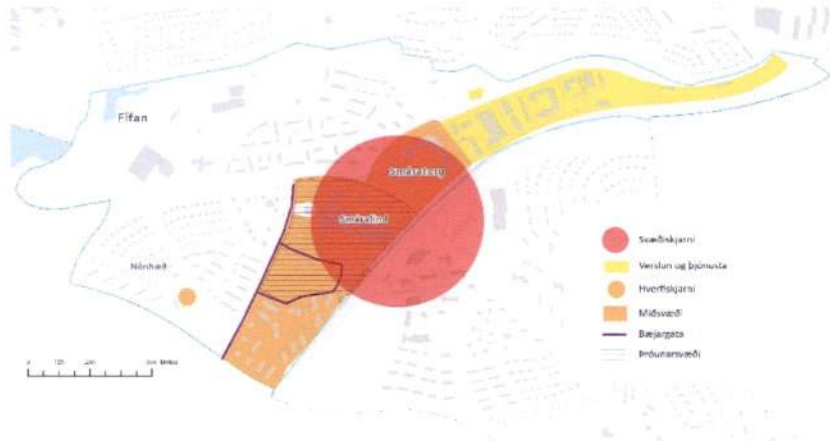 Fífan
Smáratorg
Smáralind
Nónhæð
Svæðiskjarni
Verslun og þjónusta
Hverfiskjarni
Miðsvæði
Bæjargata
Þróunarsvæði